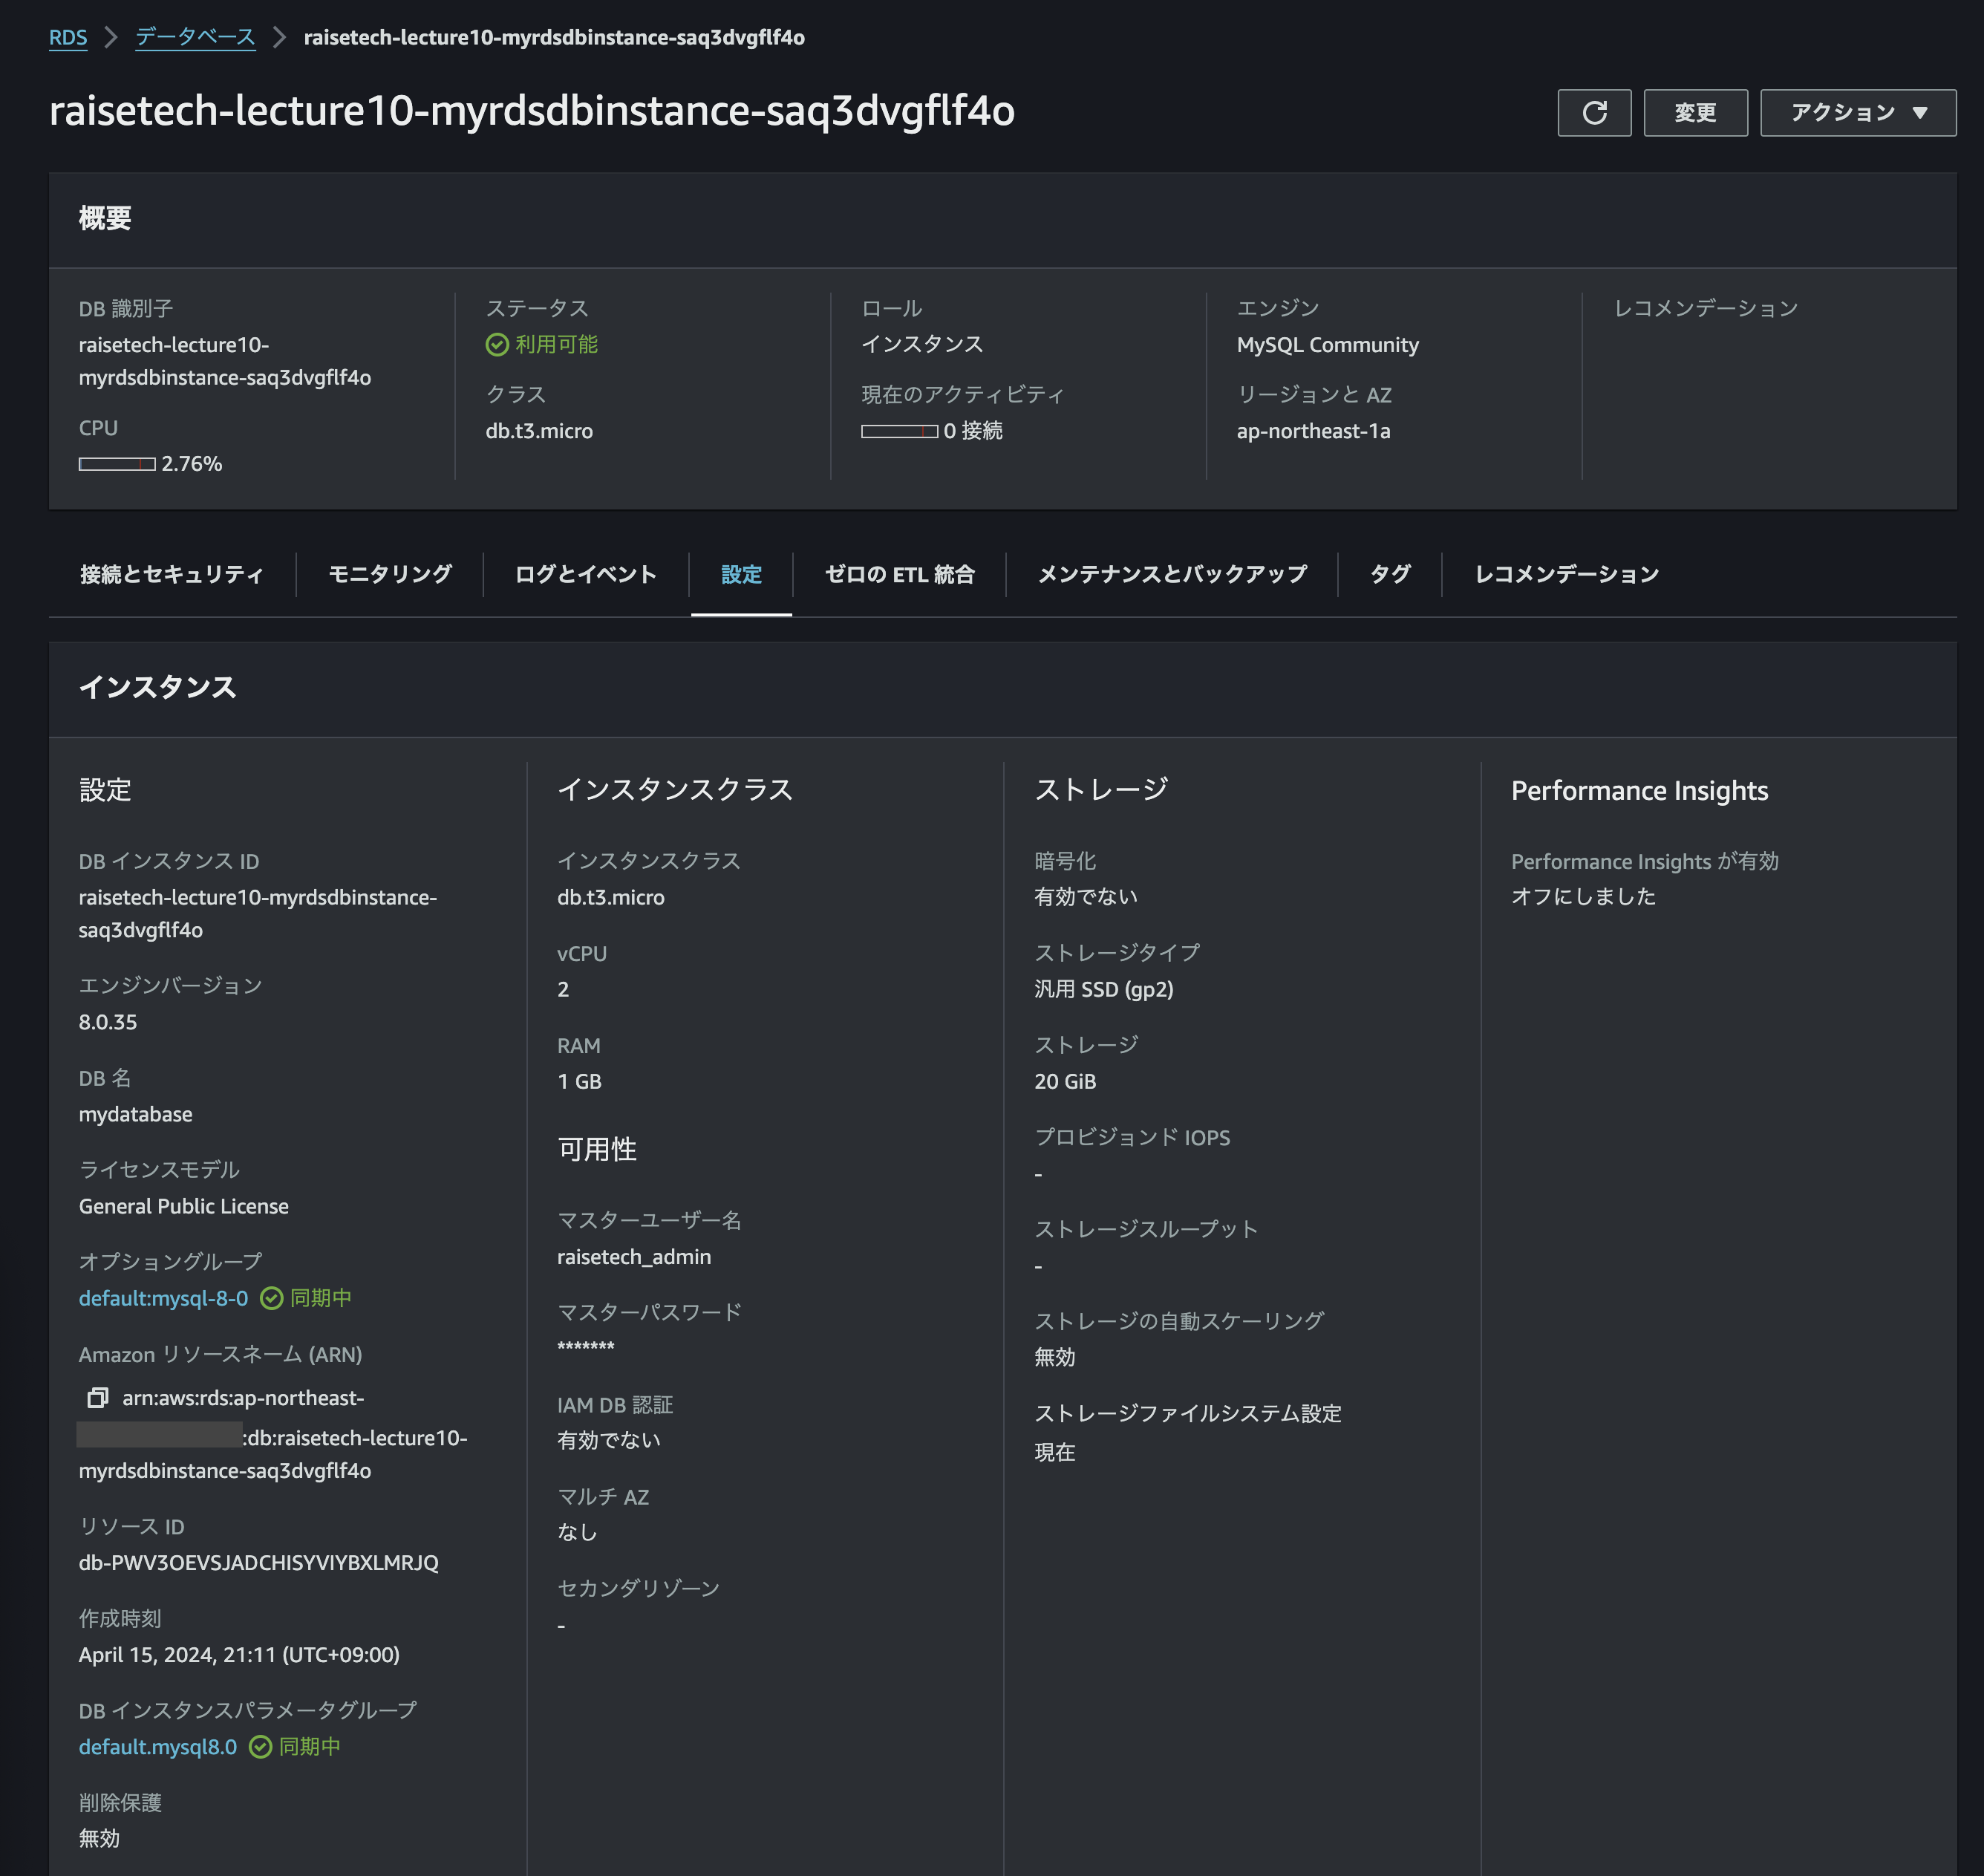 RDS
データベース
raisetech-lecture10-myrdsdbinstance-saq3dvgflf4o
raisetech-lecture10-myrdsdbinstance-saq3dvgflf4o
変更
アクション
概要
DB 識別子
raisetech-lecture10-
myrdsdbinstance-saq3dvgflf4o
CPU
2.76%
ステータス
利用可能
クラス
db.t3.micro
ロール
インスタンス
現在のアクティビティ
0 接続
エンジン
MySQL Community
リージョンと AZ
ap-northeast-1a
レコメンデーション
接続とセキュリティ
モニタリング
ログとイベント
設定
ゼロの ETL 統合
メンテナンスとバックアップ
タグ
レコメンデーション
インスタンス
設定
DB インスタンス ID
raisetech-lecture10-myrdsdbinstance-
saq3dvgflf4o
エンジンバージョン
8.0.35
DB 名
mydatabase
ライセンスモデル
General Public License
オプショングループ
default:mysql-8-0 同期中
Amazon リソースネーム (ARN)
arn:aws:rds:ap-northeast-
:db:raisetech-lecture10-
myrdsdbinstance-saq3dvgflf4o
リソース ID
db-PWV3OEVSJADCHISYVIYBXLMRJQ
作成時刻
April 15, 2024, 21:11 (UTC+09:00)
DB インスタンスパラメータグループ
default.mysql8.0 同期中
削除保護
無効
インスタンスクラス
インスタンスクラス
db.t3.micro
vCPU
2
RAM
1 GB
可用性
マスターユーザー名
raisetech_admin
マスターパスワード
*******
IAM DB 認証
有効でない
マルチ AZ
なし
セカンダリゾーン
-
ストレージ
暗号化
有効でない
ストレージタイプ
汎用 SSD (gp2)
ストレージ
20 GiB
プロビジョンド IOPS
-
ストレージスループット
-
ストレージの自動スケーリング
無効
ストレージファイルシステム設定
現在
Performance Insights
Performance Insights が有効
オフにしました